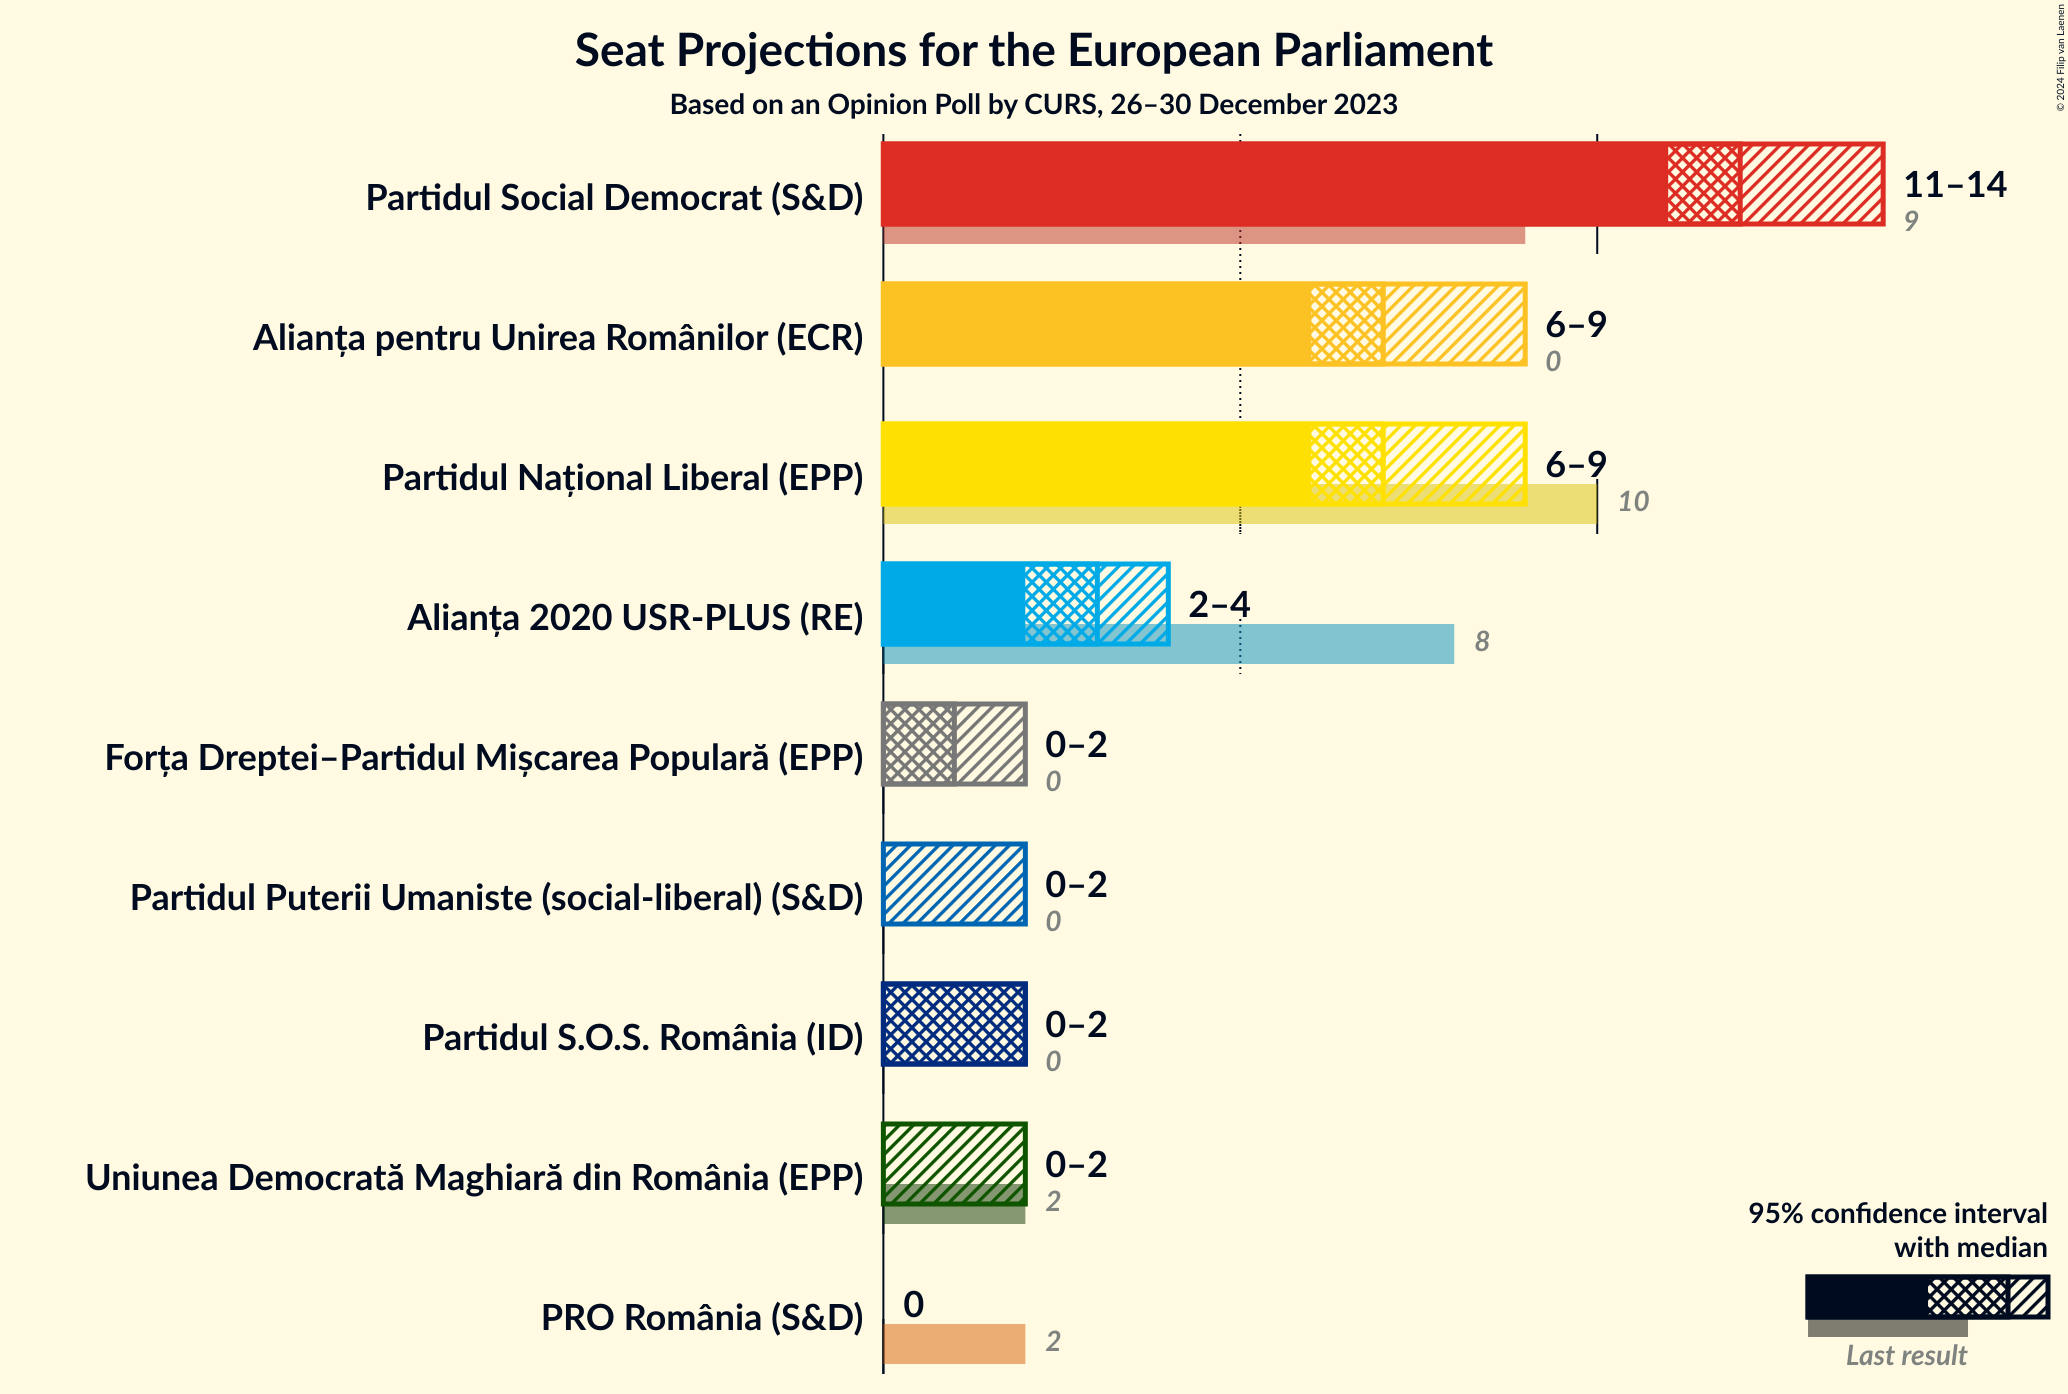 Seat Projections for the European Parliament
Based on an Opinion Poll by CURS, 26–30 December 2023
© 2024 Filip van Laenen
Partidul Social Democrat (S&D)
11–14
9
Alianța pentru Unirea Românilor (ECR)
6–9
0
Partidul Național Liberal (EPP)
6–9
10
Alianța 2020 USR-PLUS (RE)
2–4
8
Forța Dreptei–Partidul Mișcarea Populară (EPP)
0–2
0
Partidul Puterii Umaniste (social-liberal) (S&D)
0–2
0
Partidul S.O.S. România (ID)
0–2
0
Uniunea Democrată Maghiară din România (EPP)
0–2
2
PRO România (S&D)
0
2
95% confidence interval
with median
Last result